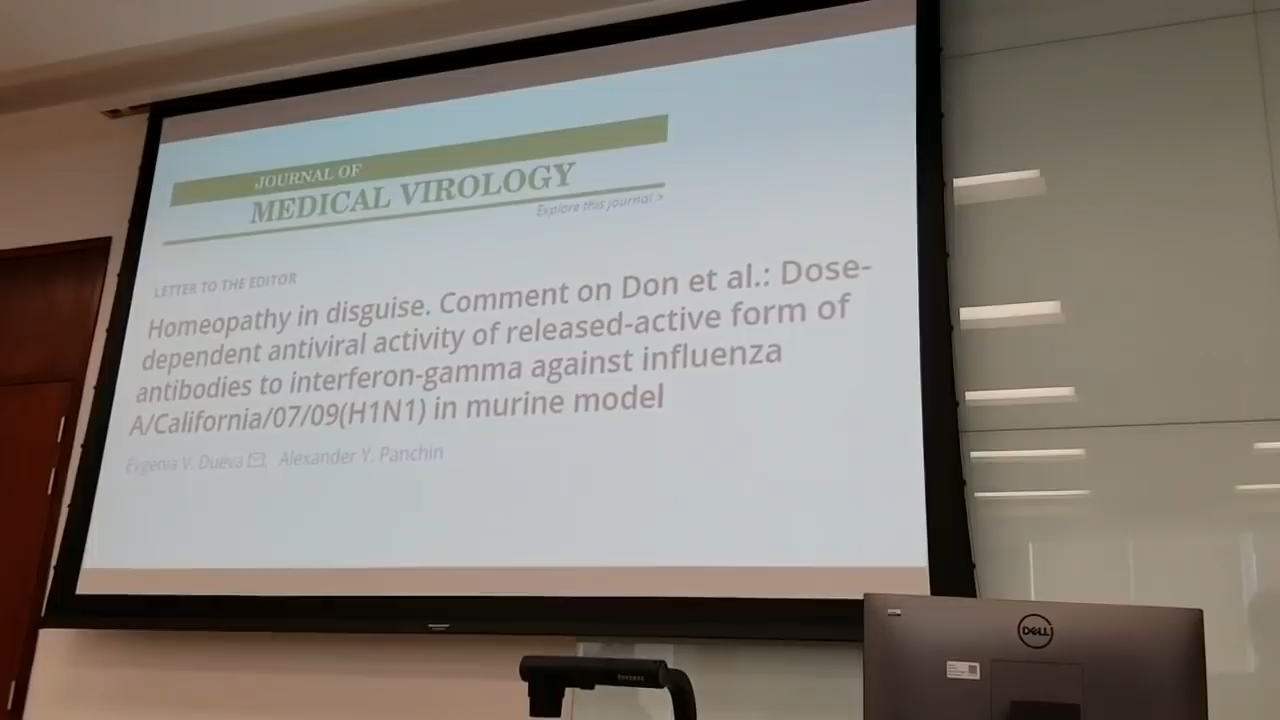 JOURNAL OF
MEDICAL VIROLOGY
Explore this journal >
LETTER TO THE EDITOR
Homeopathy in disguise. Comment on Don et al.: Dose-
dependent antiviral activity of released-active form of
antibodies to interferon-gamma against influenza
A/California/07/09(H1N1) in murine model
Evgenia V. Dueva Alexander Y. Panchin
DELL